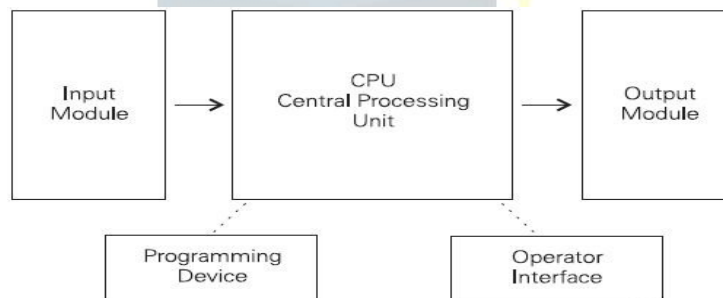 Input
Module
CPU
Central Processing
Unit
Output
Module
Programming
Device
Operator
Interface